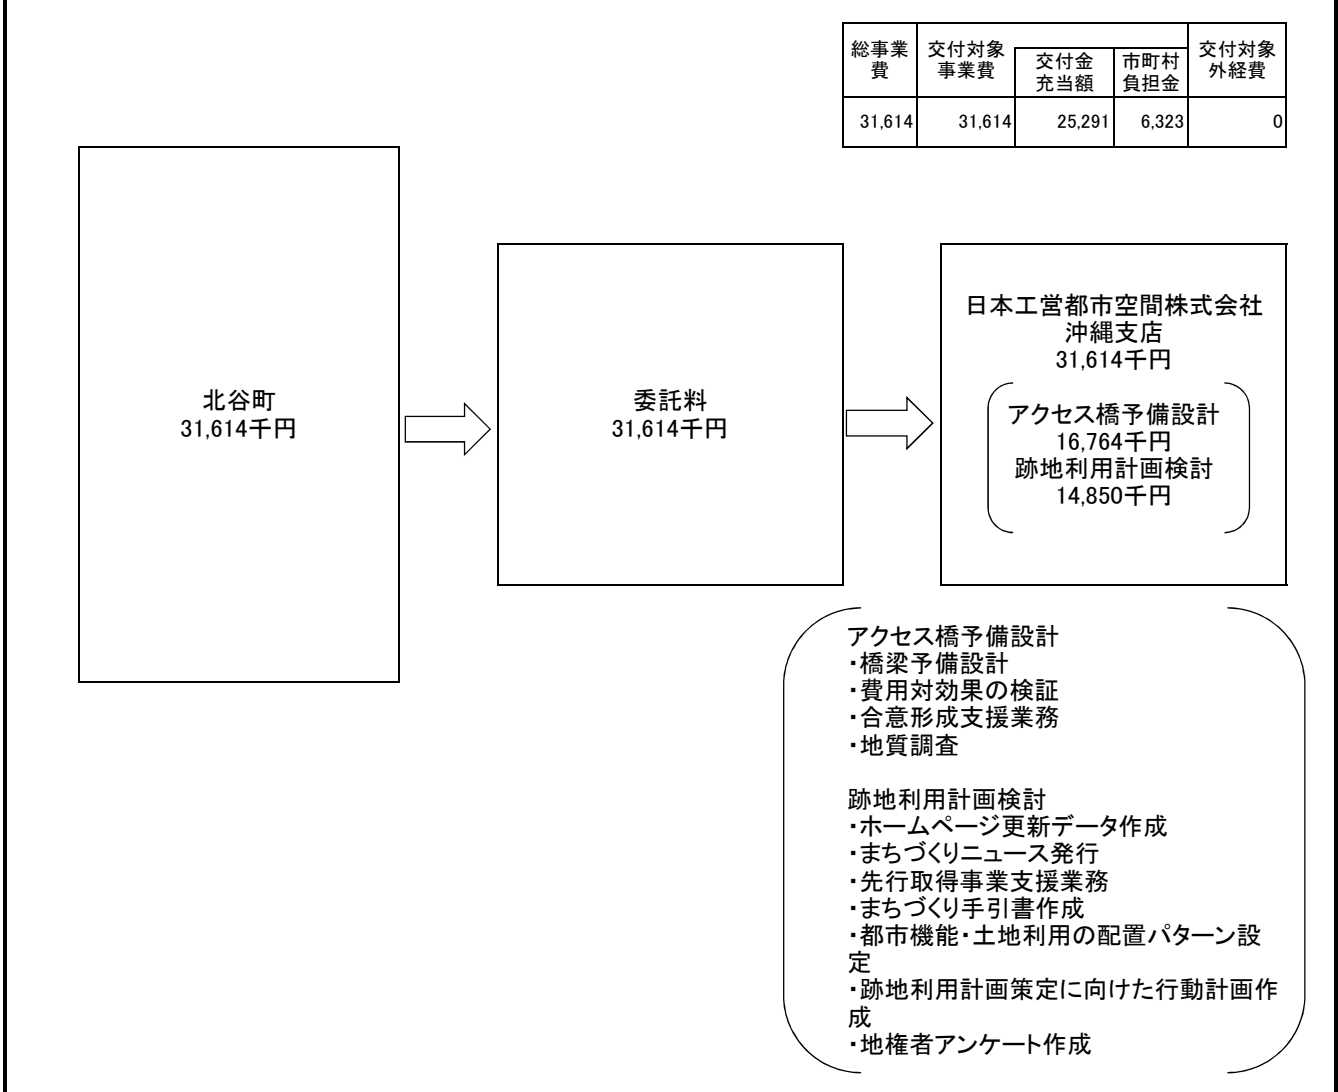 総事業費
交付対象事業費
交付金充当額
市町村負担金
交付対象外経費
31,614
31,614
25,291
6,323
0
北谷町
31,614千円
委託料
31,614千円
日本工営都市空間株式会社
沖縄支店
31,614千円
アクセス橋予備設計
16,764千円
跡地利用計画検討
14,850千円
アクセス橋予備設計
・橋梁予備設計
・費用対効果の検証
・合意形成支援業務
・地質調査
跡地利用計画検討
・ホームページ更新データ作成
・まちづくりニュース発行
・先行取得事業支援業務
・まちづくり手引書作成
・都市機能・土地利用の配置パターン設
定
・跡地利用計画策定に向けた行動計画作
成
・地権者アンケート作成